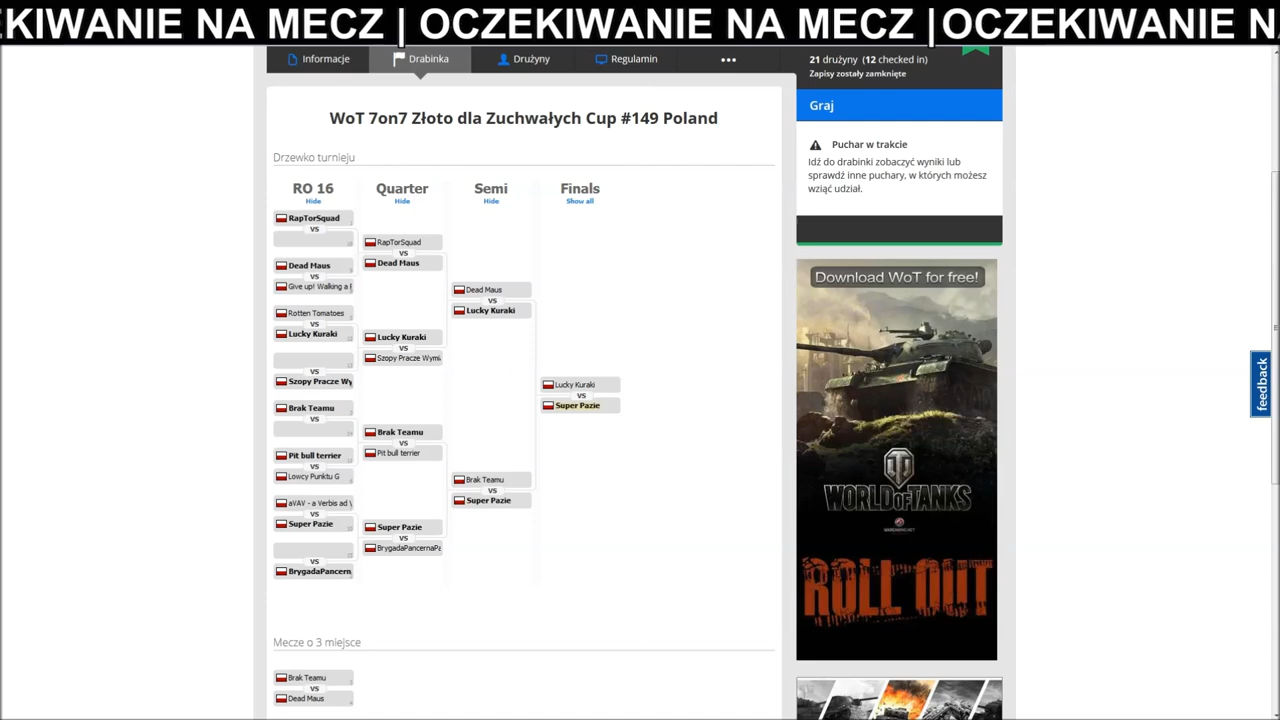 EKIWANIE NA MECZ | OCZEKIWANIE NA MECZ | OCZEKIWANIE NA
Informacje
Drabinka
Drużyny
Regulamin
•••
21 drużyny (12 checked in)
Zapisy zostały zamknięte
Graj
Puchar w trakcie
Idź do drabinki zobaczyć wyniki lub
sprawdź inne puchary, w których możesz
wziąć udział.
WoT 7on7 Złoto dla Zuchwałych Cup #149 Poland
Drzewko turnieju
RO 16
Hide
RapTorSquad
VS
Dead Maus
VS
Give up! Walking a
Rotten Tomatoes
VS
Lucky Kuraki
VS
Szopy Pracze Wy
Brak Teamu
VS
Pit bull terrier
VS
Lowcy Punktu G
aVAV - a Verbis ad
VS
Super Pazie
VS
BrygadaPancern
Quarter
Hide
RapTorSquad
VS
Dead Maus
Lucky Kuraki
VS
Szopy Pracze Wymi
Brak Teamu
VS
Pit bull terrier
Super Pazie
VS
BrygadaPancernaPa
Semi
Hide
Dead Maus
VS
Lucky Kuraki
Brak Teamu
VS
Super Pazie
Finals
Show all
Lucky Kuraki
VS
Super Pazie
Mecze o 3 miejsce
Brak Teamu
VS
Dead Maus
Download WoT for free!
WORLD OF TANKS
ROLL OUT
feedback